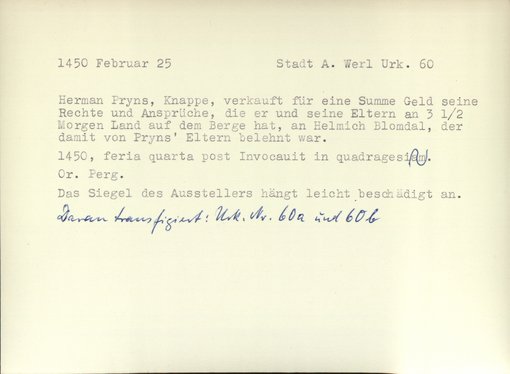 1450 Februar 25 Stadt A. Werl Urk. 60
Herman Pryns, Knappe, verkauft für eine Summe Geld seine
Rechte und Ansprüche, die er und seine Eltern an 3 1/2
Morgen Land auf dem Berge hat, an Helmich Blomdal, der
damit von Pryns' Eltern belehnt war.
1450, feria quarta post Invocauit in
Or. Perg.
Das Siegel des Ausstellers hängt leicht beschädigt an.
Daran transfigiert: Urk. Nr. 60a und 60b